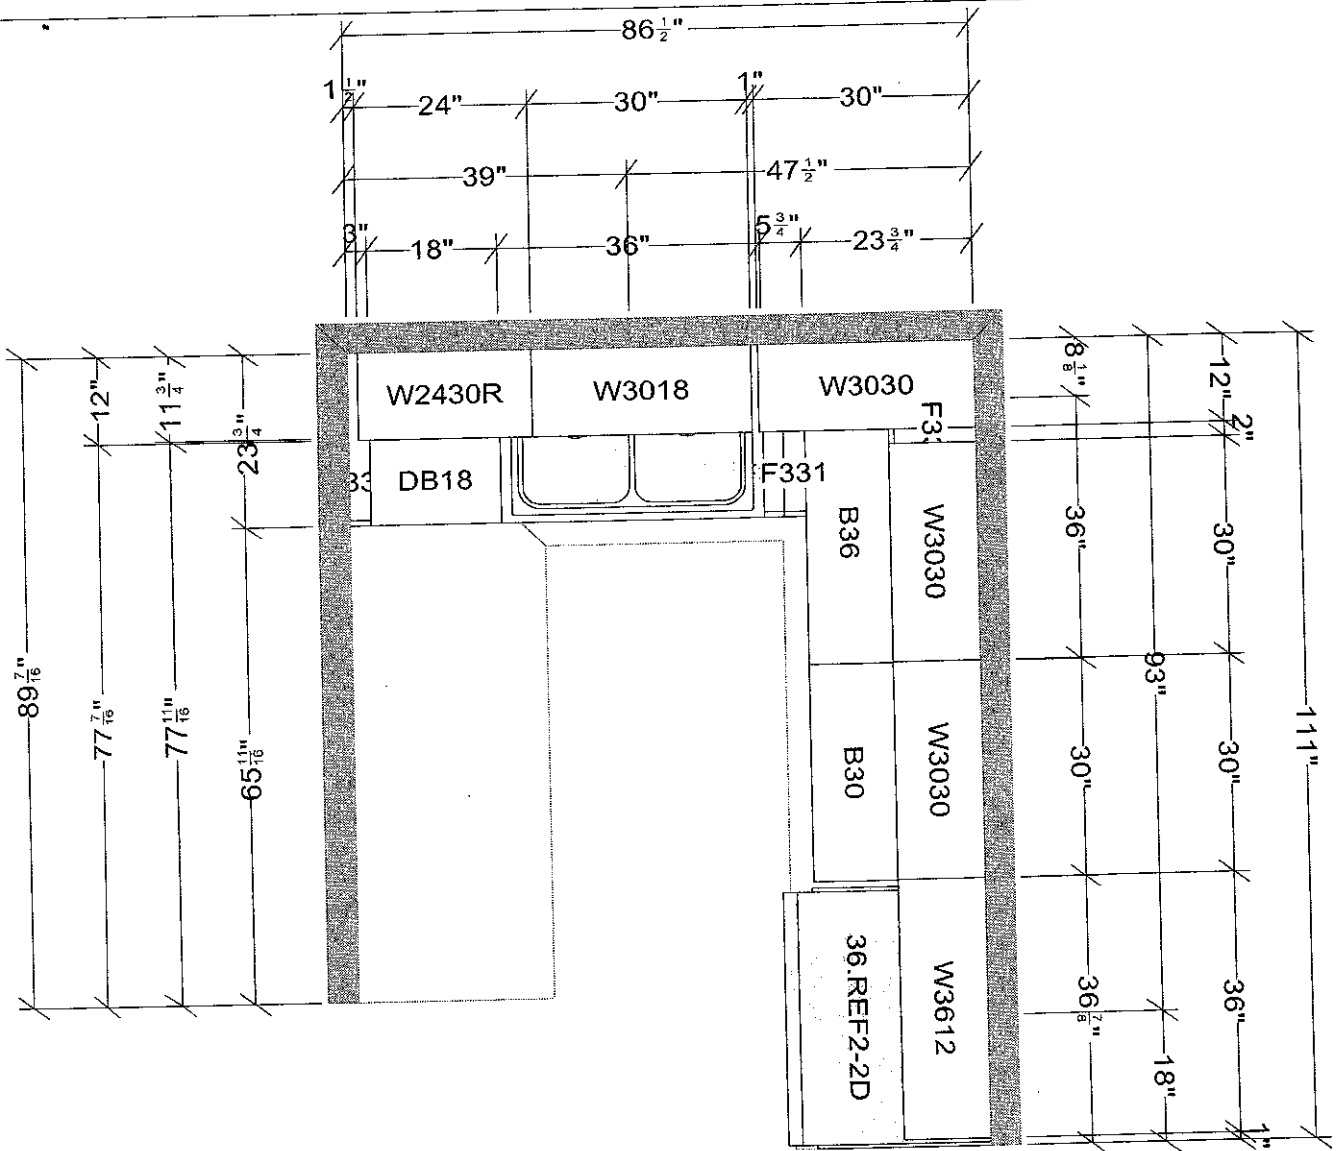 86 1/2"
1 1/2" 24" 30" 1" 30"
39" 47 1/2"
3" 18" 36" 5 3/4" 23 3/4"
W2430R W3018 W3030
F33
DB18 F331
33
B36 W3030
B30 W3030
36.REF2-2D W3612
12" 77 7/16"
11 3/4" 77 11/16"
23 3/4" 65 11/16"
89 7/16"
8 1/8" 36" 30" 36 7/8"
93" 18"
12" 2" 30" 30" 36" 1"
111"